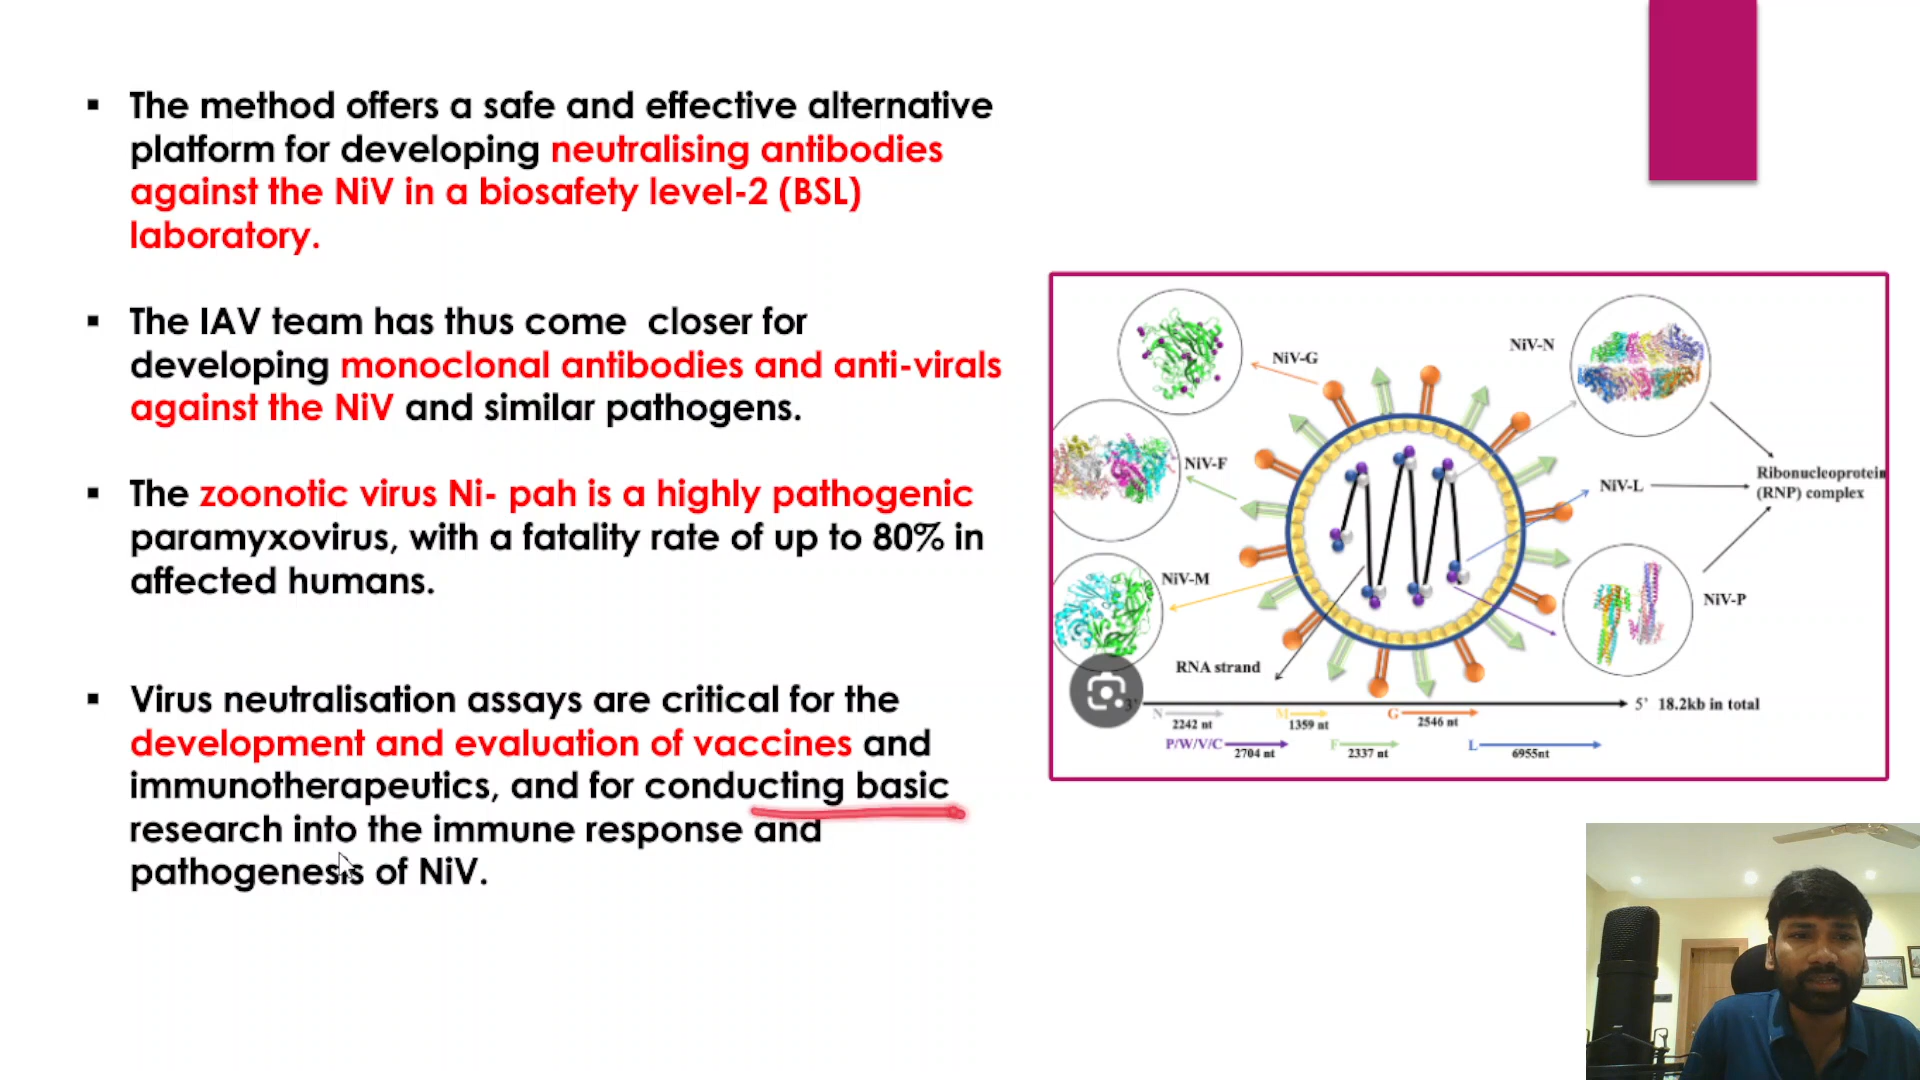 The method offers a safe and effective alternative
platform for developing neutralising antibodies
against the NiV in a biosafety level-2 (BSL)
laboratory.
The IAV team has thus come closer for
developing monoclonal antibodies and anti-virals
against the NiV and similar pathogens.
The zoonotic virus Ni- pah is a highly pathogenic
paramyxovirus, with a fatality rate of up to 80% in
affected humans.
Virus neutralisation assays are critical for the
development and evaluation of vaccines and
immunotherapeutics, and for conducting basic
research into the immune response and
pathogenesis of NiV.
NiV-G
NiV-N
NiV-F
NiV-L
Ribonucleoprotein
(RNP) complex
NiV-M
NiV-P
RNA strand
3'
5' 18.2kb in total
N
2242 nt
M
1359 nt
G
2546 nt
P/W/V/C
2704 nt
F
2337 nt
L
6955nt